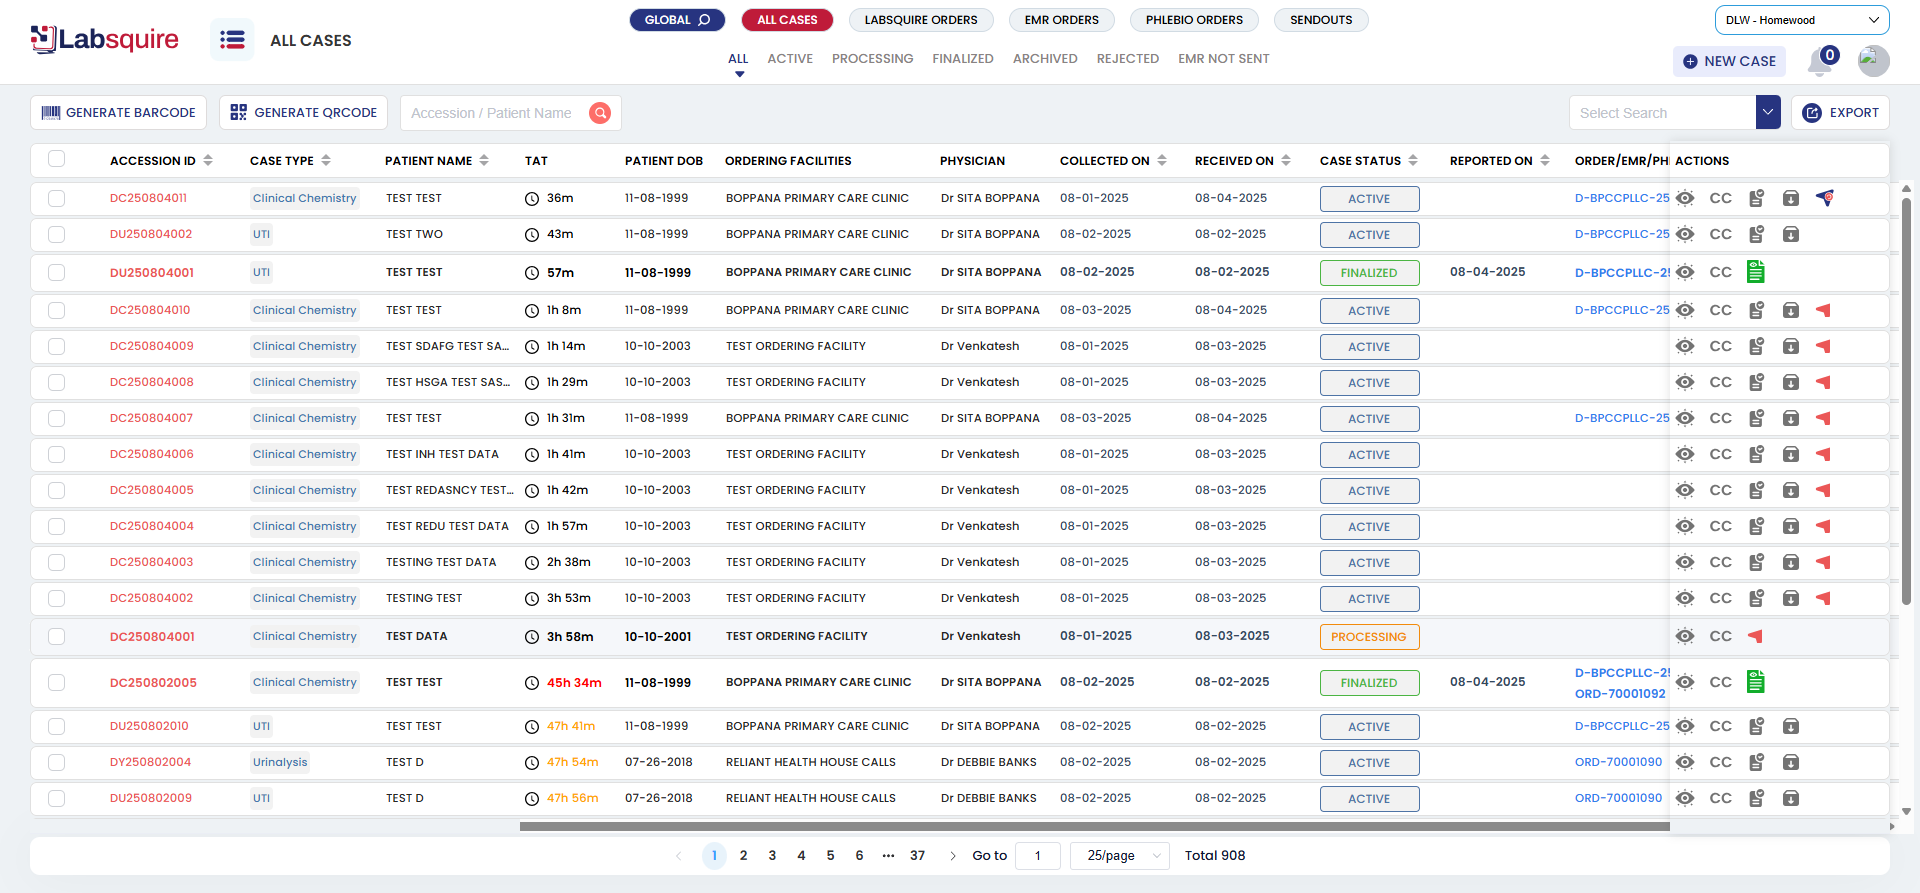 Labsquire
ALL CASES
GLOBAL
ALL CASES
LABSQUIRE ORDERS
EMR ORDERS
PHLEBIO ORDERS
SENDOUTS
ALL
ACTIVE
PROCESSING
FINALIZED
ARCHIVED
REJECTED
EMR NOT SENT
DLW - Homewood
NEW CASE
0
GENERATE BARCODE
GENERATE QRCODE
Accession / Patient Name
Select Search
EXPORT
ACCESSION ID CASE TYPE PATIENT NAME TAT PATIENT DOB ORDERING FACILITIES PHYSICIAN COLLECTED ON RECEIVED ON CASE STATUS REPORTED ON ORDER/EMR/PHI ACTIONS
DC250804011 Clinical Chemistry TEST TEST 36m 11-08-1999 BOPPANA PRIMARY CARE CLINIC Dr SITA BOPPANA 08-01-2025 08-04-2025 ACTIVE D-BPCCPLLC-25 CC
DU250804002 UTI TEST TWO 43m 11-08-1999 BOPPANA PRIMARY CARE CLINIC Dr SITA BOPPANA 08-02-2025 08-02-2025 ACTIVE D-BPCCPLLC-25 CC
DU250804001 UTI TEST TEST 57m 11-08-1999 BOPPANA PRIMARY CARE CLINIC Dr SITA BOPPANA 08-02-2025 08-02-2025 FINALIZED 08-04-2025 D-BPCCPLLC-25 CC
DC250804010 Clinical Chemistry TEST TEST 1h 8m 11-08-1999 BOPPANA PRIMARY CARE CLINIC Dr SITA BOPPANA 08-03-2025 08-04-2025 ACTIVE D-BPCCPLLC-25 CC
DC250804009 Clinical Chemistry TEST SDAFG TEST SA... 1h 14m 10-10-2003 TEST ORDERING FACILITY Dr Venkatesh 08-01-2025 08-03-2025 ACTIVE CC
DC250804008 Clinical Chemistry TEST HSGA TEST SAS... 1h 29m 10-10-2003 TEST ORDERING FACILITY Dr Venkatesh 08-01-2025 08-03-2025 ACTIVE CC
DC250804007 Clinical Chemistry TEST TEST 1h 31m 11-08-1999 BOPPANA PRIMARY CARE CLINIC Dr SITA BOPPANA 08-03-2025 08-04-2025 ACTIVE D-BPCCPLLC-25 CC
DC250804006 Clinical Chemistry TEST INH TEST DATA 1h 41m 10-10-2003 TEST ORDERING FACILITY Dr Venkatesh 08-01-2025 08-03-2025 ACTIVE CC
DC250804005 Clinical Chemistry TEST REDASNCY TEST... 1h 42m 10-10-2003 TEST ORDERING FACILITY Dr Venkatesh 08-01-2025 08-03-2025 ACTIVE CC
DC250804004 Clinical Chemistry TEST REDU TEST DATA 1h 57m 10-10-2003 TEST ORDERING FACILITY Dr Venkatesh 08-01-2025 08-03-2025 ACTIVE CC
DC250804003 Clinical Chemistry TESTING TEST DATA 2h 38m 10-10-2003 TEST ORDERING FACILITY Dr Venkatesh 08-01-2025 08-03-2025 ACTIVE CC
DC250804002 Clinical Chemistry TESTING TEST 3h 53m 10-10-2003 TEST ORDERING FACILITY Dr Venkatesh 08-01-2025 08-03-2025 ACTIVE CC
DC250804001 Clinical Chemistry TEST DATA 3h 58m 10-10-2001 TEST ORDERING FACILITY Dr Venkatesh 08-01-2025 08-03-2025 PROCESSING CC
DC250802005 Clinical Chemistry TEST TEST 45h 34m 11-08-1999 BOPPANA PRIMARY CARE CLINIC Dr SITA BOPPANA 08-02-2025 08-02-2025 FINALIZED 08-04-2025 D-BPCCPLLC-25 CC
ORD-70001092
DU250802010 UTI TEST TEST 47h 41m 11-08-1999 BOPPANA PRIMARY CARE CLINIC Dr SITA BOPPANA 08-02-2025 08-02-2025 ACTIVE D-BPCCPLLC-25 CC
DY250802004 Urinalysis TEST D 47h 54m 07-26-2018 RELIANT HEALTH HOUSE CALLS Dr DEBBIE BANKS 08-02-2025 08-02-2025 ACTIVE ORD-70001090 CC
DU250802009 UTI TEST D 47h 56m 07-26-2018 RELIANT HEALTH HOUSE CALLS Dr DEBBIE BANKS 08-02-2025 08-02-2025 ACTIVE ORD-70001090 CC
1 2 3 4 5 6 ••• 37 Go to 1 25/page Total 908